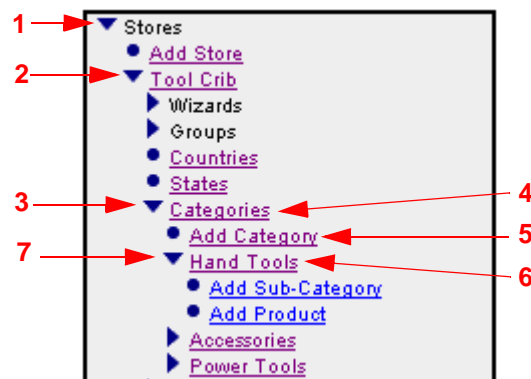 1 Stores
Add Store
2 Tool Crib
Wizards
Groups
Countries
States
3 Categories 4
Add Category 5
7 Hand Tools 6
Add Sub-Category
Add Product
Accessories
Power Tools